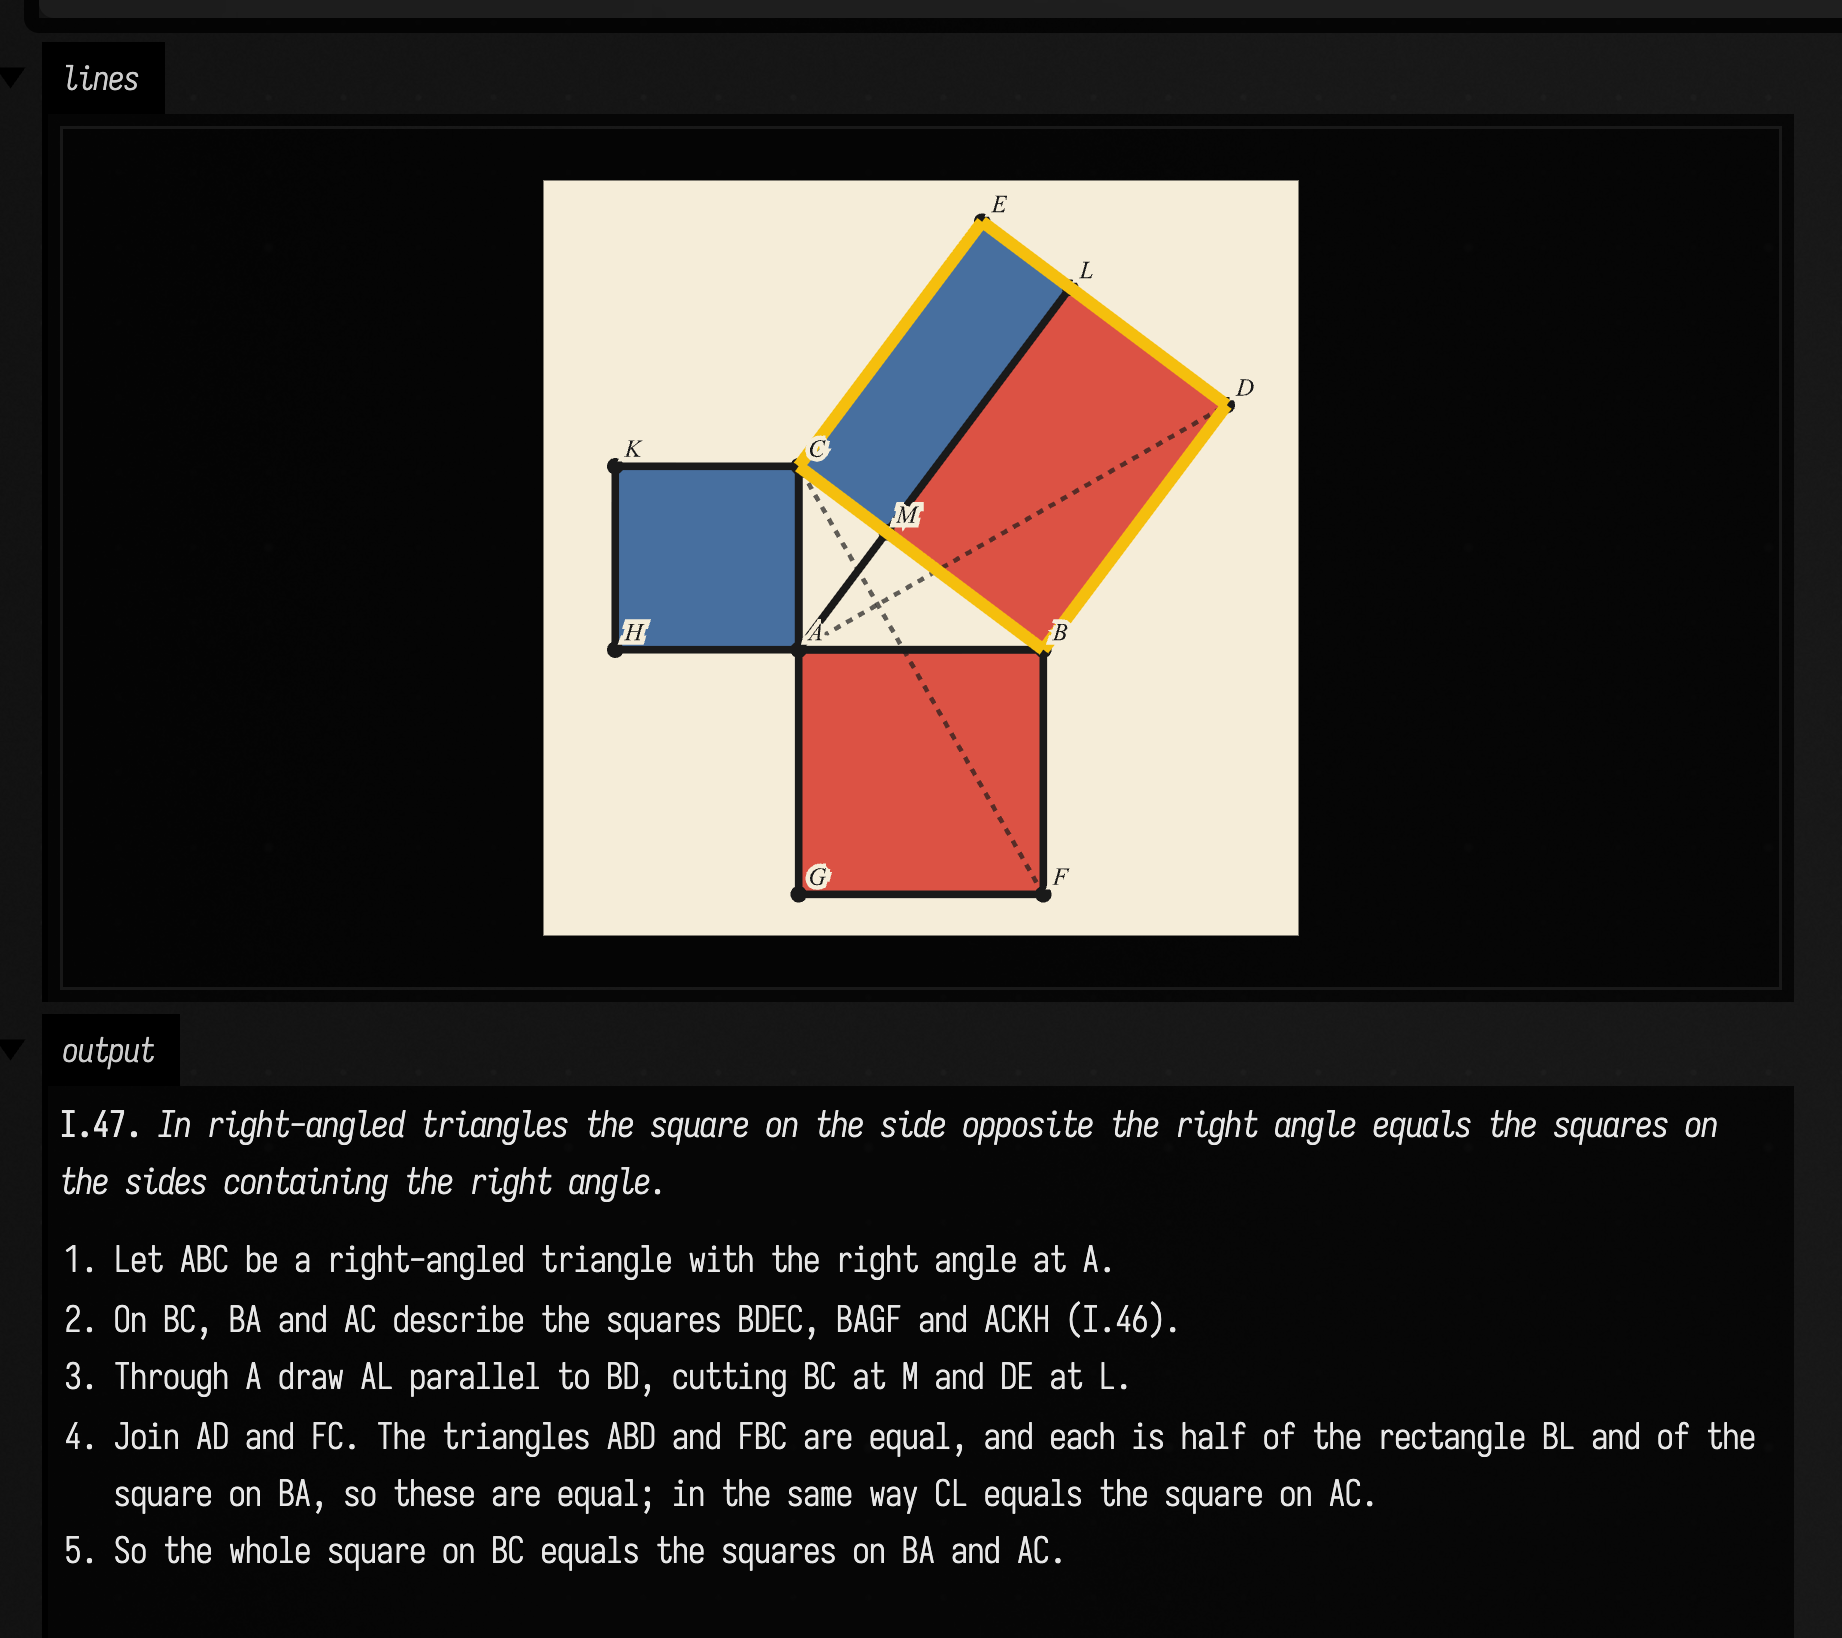 lines
E
L
D
K
C
M
H
A
B
G
F
output
I.47. In right-angled triangles the square on the side opposite the right angle equals the squares on
the sides containing the right angle.
1. Let ABC be a right-angled triangle with the right angle at A.
2. On BC, BA and AC describe the squares BDEC, BAGF and ACKH (I.46).
3. Through A draw AL parallel to BD, cutting BC at M and DE at L.
4. Join AD and FC. The triangles ABD and FBC are equal, and each is half of the rectangle BL and of the
square on BA, so these are equal; in the same way CL equals the square on AC.
5. So the whole square on BC equals the squares on BA and AC.